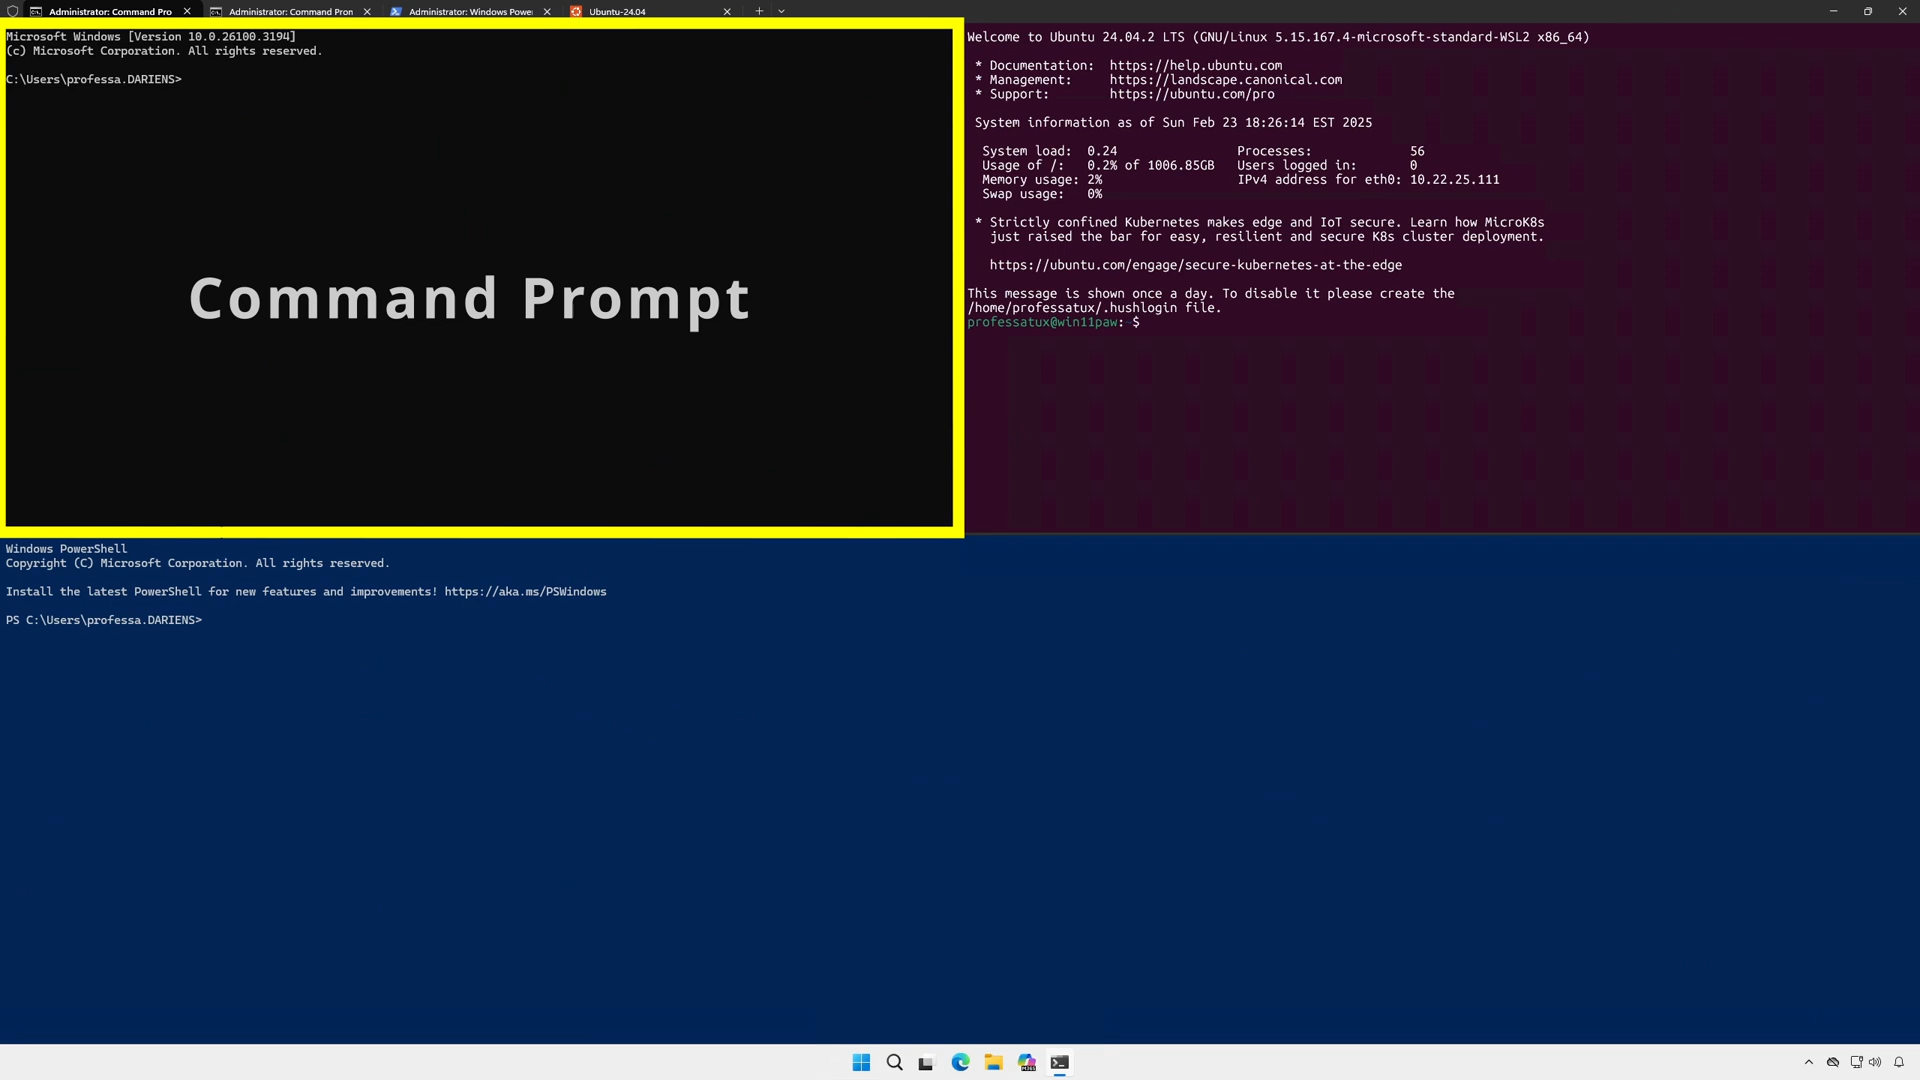 Administrator: Command Pro
Administrator: Command Prom
Administrator: Windows Powe
Ubuntu-24.04
Microsoft Windows [Version 10.0.26100.3194]
(c) Microsoft Corporation. All rights reserved.
C:\Users\professa.DARIENS>
Command Prompt
Welcome to Ubuntu 24.04.2 LTS (GNU/Linux 5.15.167.4-microsoft-standard-WSL2 x86_64)
* Documentation: https://help.ubuntu.com
* Management: https://landscape.canonical.com
* Support: https://ubuntu.com/pro
System information as of Sun Feb 23 18:26:14 EST 2025
System load: 0.24 Processes: 56
Usage of /: 0.2% of 1006.85GB Users logged in: 0
Memory usage: 2% IPv4 address for eth0: 10.22.25.111
Swap usage: 0%
* Strictly confined Kubernetes makes edge and IoT secure. Learn how MicroK8s
just raised the bar for easy, resilient and secure K8s cluster deployment.
https://ubuntu.com/engage/secure-kubernetes-at-the-edge
This message is shown once a day. To disable it please create the
/home/professatux/.hushlogin file.
professatux@win11paw:~$
Windows PowerShell
Copyright (C) Microsoft Corporation. All rights reserved.
Install the latest PowerShell for new features and improvements! https://aka.ms/PSWindows
PS C:\Users\professa.DARIENS>